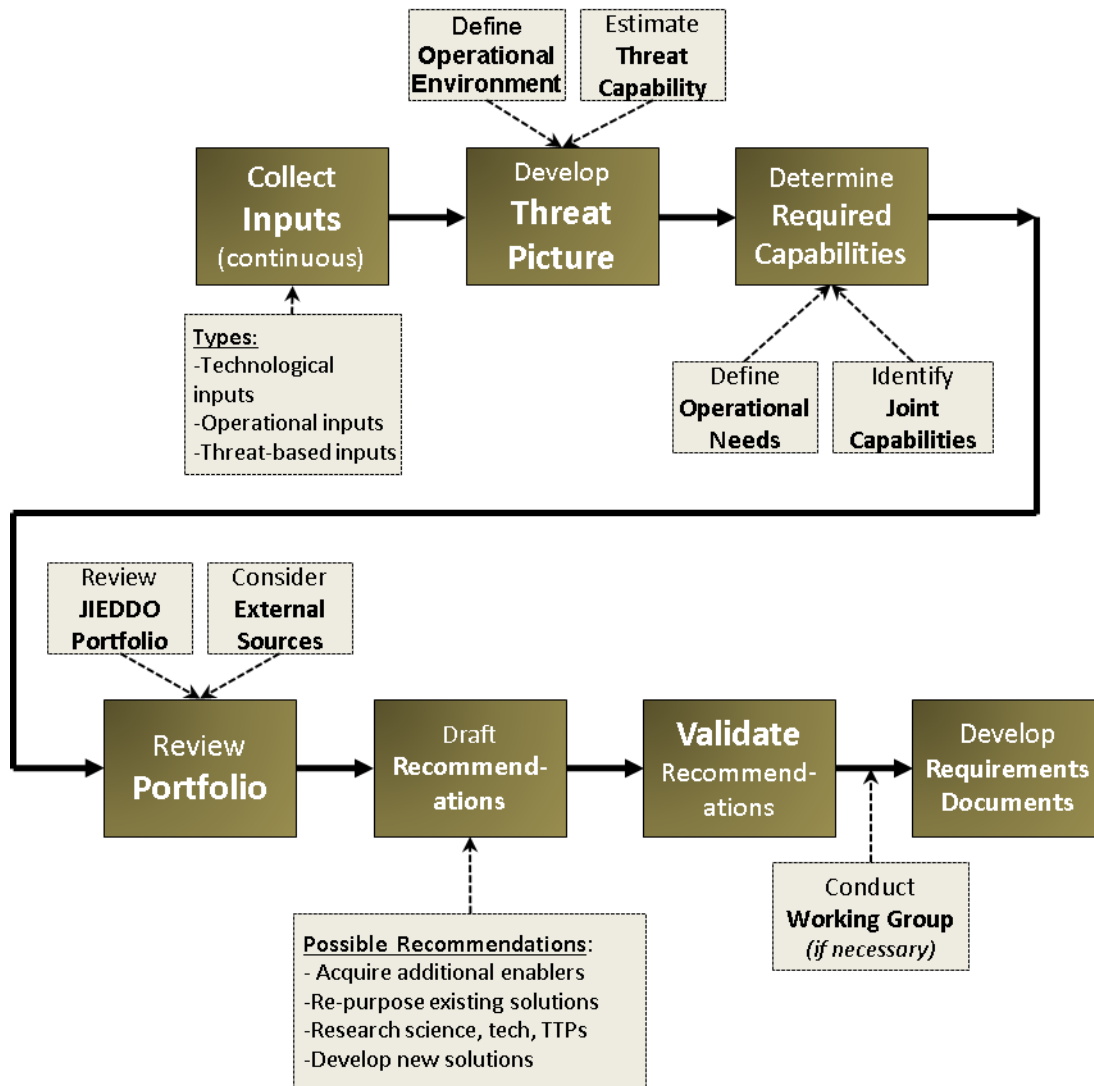 Define
Operational
Environment
Estimate
Threat
Capability
Collect
Inputs
(continuous)
Develop
Threat
Picture
Determine
Required
Capabilities
Types:
-Technological
inputs
-Operational inputs
-Threat-based inputs
Define
Operational
Needs
Identify
Joint
Capabilities
Review
JIEDDO
Portfolio
Consider
External
Sources
Review
Portfolio
Draft
Recommend-
ations
Validate
Recommend-
ations
Develop
Requirements
Documents
Possible Recommendations:
- Acquire additional enablers
-Re-purpose existing solutions
-Research science, tech, TTPs
-Develop new solutions
Conduct
Working Group
(if necessary)